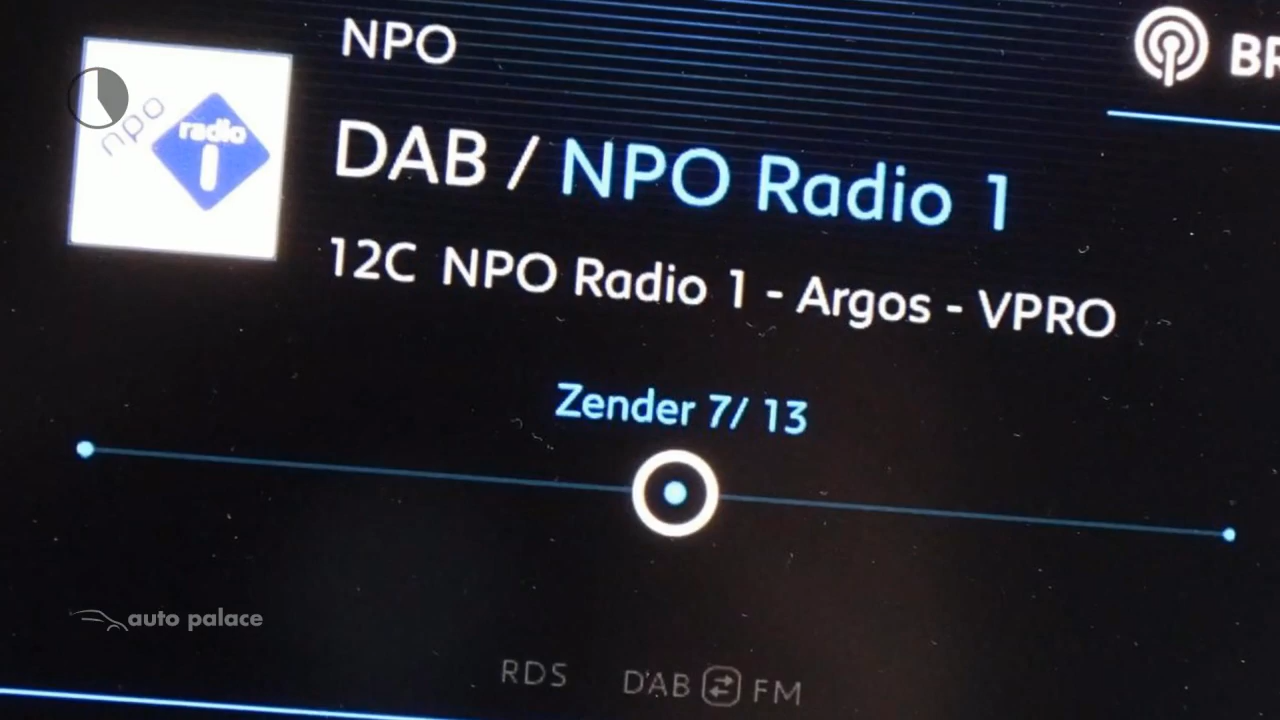 NPO
BR
npo
radio
1
DAB / NPO Radio 1
12C NPO Radio 1 - Argos - VPRO
Zender 7/ 13
auto palace
RDS DAB FM